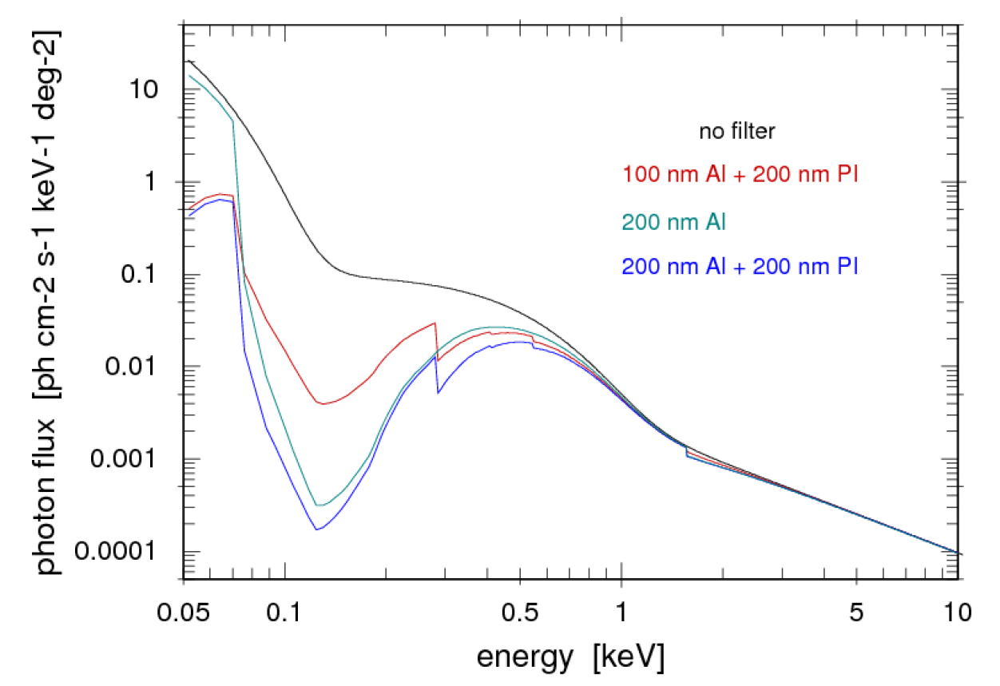 photon flux [ph cm-2 s-1 keV-1 deg-2]
10
1
0.1
0.01
0.001
0.0001
no filter
100 nm Al + 200 nm PI
200 nm Al
200 nm Al + 200 nm PI
0.05 0.1 0.5 1 5 10
energy [keV]